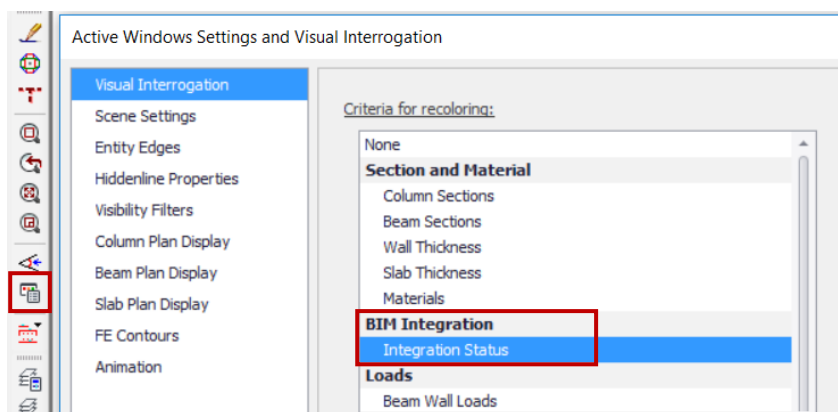 Active Windows Settings and Visual Interrogation
Visual Interrogation
Scene Settings
Entity Edges
Hiddenline Properties
Visibility Filters
Column Plan Display
Beam Plan Display
Slab Plan Display
FE Contours
Animation
Criteria for recoloring:
None
Section and Material
Column Sections
Beam Sections
Wall Thickness
Slab Thickness
Materials
BIM Integration
Integration Status
Loads
Beam Wall Loads